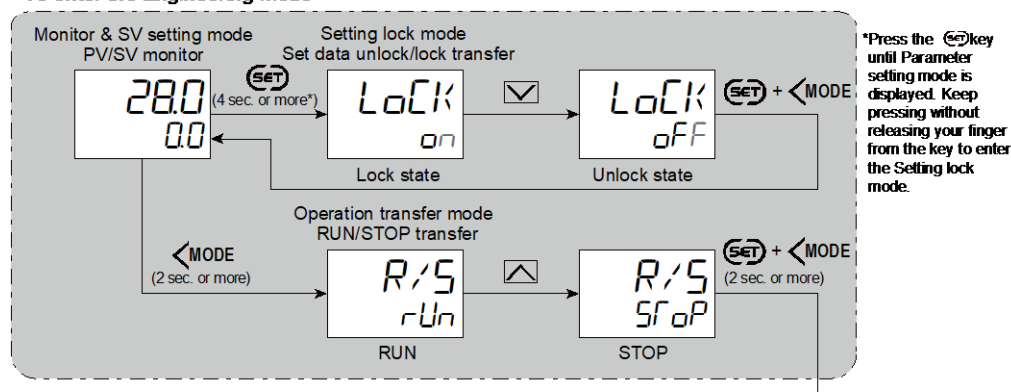 Monitor & SV setting mode
PV/SV monitor
Setting lock mode
Set data unlock/lock transfer
28.0
0.0
SET
(4 sec. or more*)
LoCK
on
Lock state
LoCK
oFF
Unlock state
SET + <MODE
*Press the SET key
until Parameter
setting mode is
displayed. Keep
pressing without
releasing your finger
from the key to enter
the Setting lock
mode.
Operation transfer mode
RUN/STOP transfer
<MODE
(2 sec. or more)
R/S
rUn
RUN
R/S
SToP
STOP
SET + <MODE
(2 sec. or more)